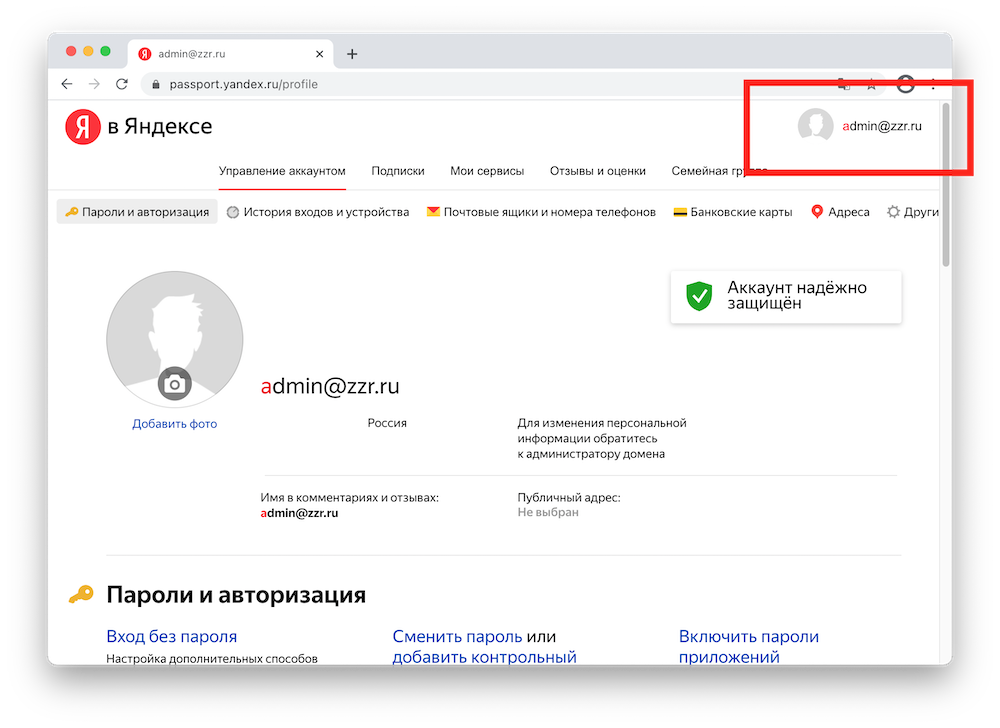 admin@zzr.ru
passport.yandex.ru/profile
Я в Яндексе
admin@zzr.ru
Управление аккаунтом Подписки Мои сервисы Отзывы и оценки Семейная группа
Пароли и авторизация История входов и устройства Почтовые ящики и номера телефонов Банковские карты Адреса Други
Аккаунт надёжно
защищён
admin@zzr.ru
Добавить фото
Россия
Для изменения персональной
информации обратитесь
к администратору домена
Имя в комментариях и отзывах:
admin@zzr.ru
Публичный адрес:
Не выбран
Пароли и авторизация
Вход без пароля
Настройка дополнительных способов
Сменить пароль или
добавить контрольный
Включить пароли
приложений